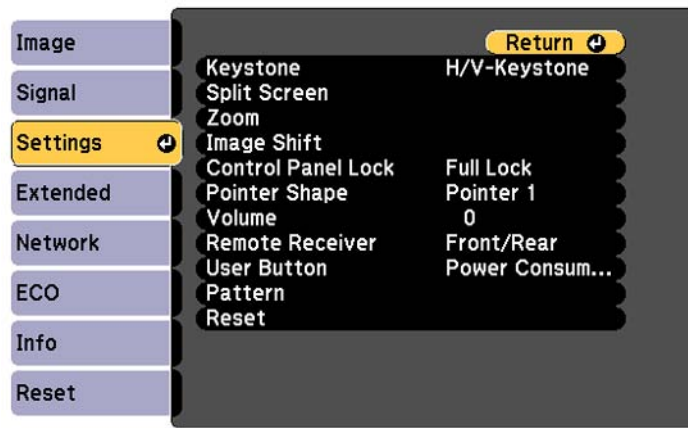 Image
Signal
Settings
Extended
Network
ECO
Info
Reset
Return
Keystone H/V-Keystone
Split Screen
Zoom
Image Shift
Control Panel Lock Full Lock
Pointer Shape Pointer 1
Volume 0
Remote Receiver Front/Rear
User Button Power Consum...
Pattern
Reset